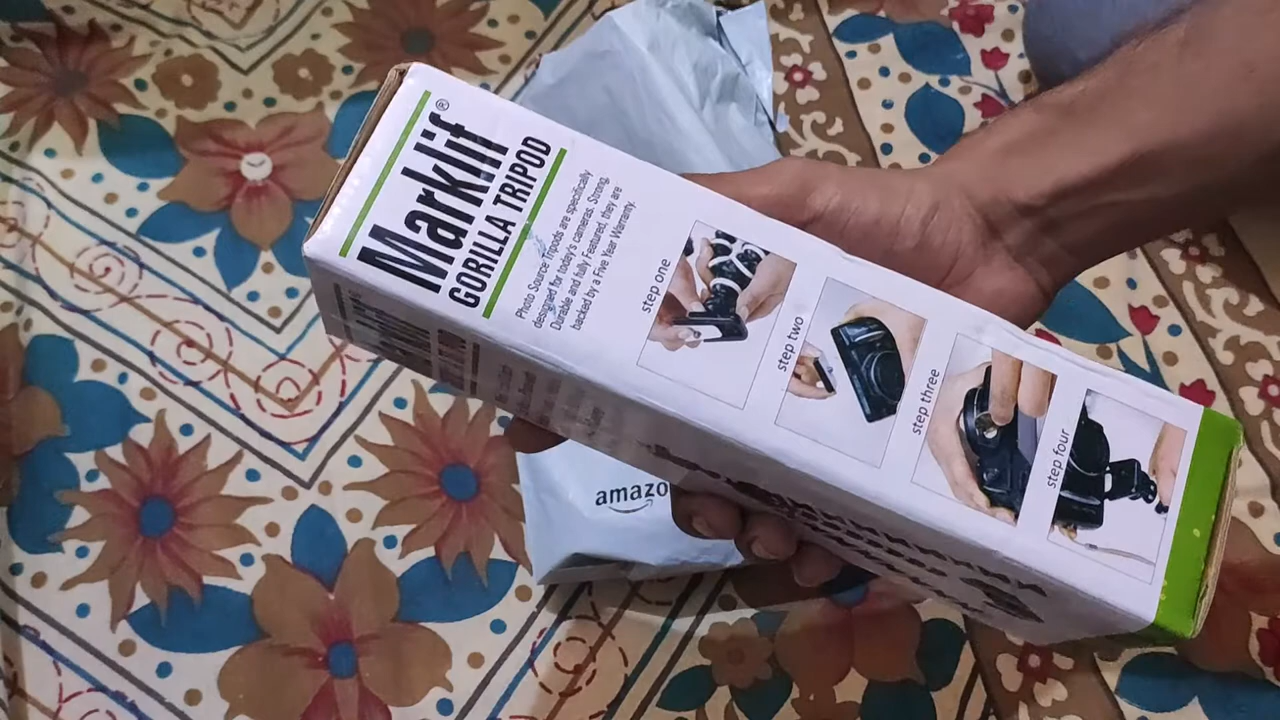 Marklif®
GORILLA TRIPOD
Photo Source Tripods are specifically
designed for today's cameras. Strong,
Durable and fully Featured, they are
backed by a Five Year Warranty.
step one
step two
step three
step four
amazo